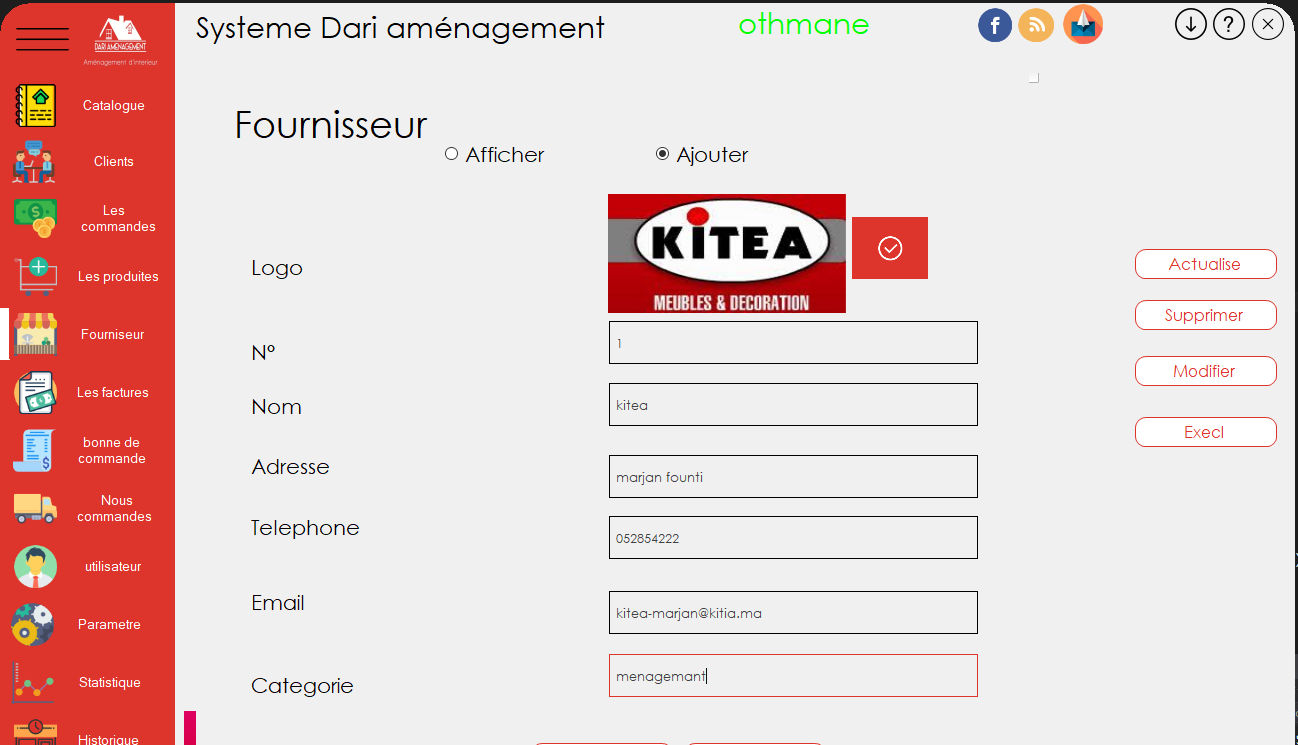 Systeme Dari aménagement
othmane
DARI AMENAGEMENT
Aménagement d'interieur
Catalogue
Clients
Les
commandes
Les produites
Fourniseur
Les factures
bonne de
commande
Nous
commandes
utilisateur
Parametre
Statistique
Historique
Fournisseur
Afficher
Ajouter
Logo
KiTEA
MEUBLES & DECORATION
N°
1
Nom
kitea
Adresse
marjan founti
Telephone
052854222
Email
kitea-marjan@kitia.ma
Categorie
menagemant
Actualise
Supprimer
Modifier
Execl